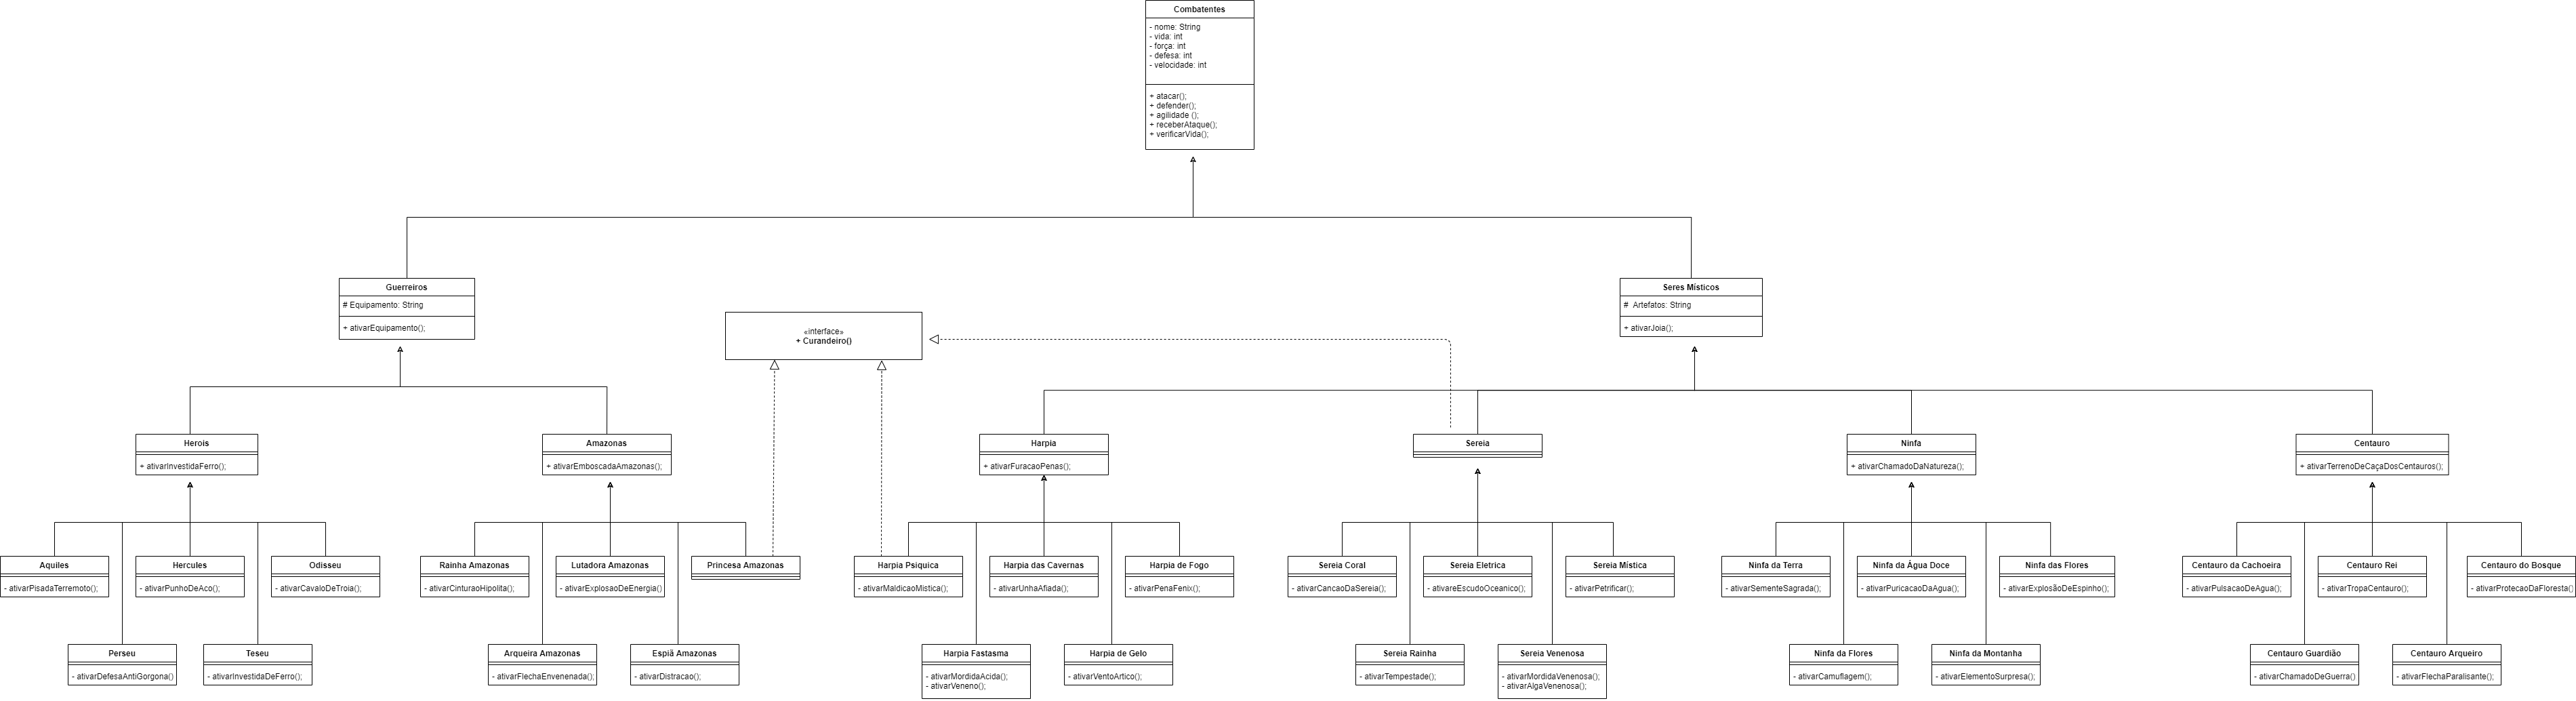 Combatentes
- nome: String
- vida: int
- força: int
- defesa: int
- velocidade: int
+ atacar();
+ defender();
+ agilidade ();
+ receberAtaque();
+ verificarVida();
Guerreiros
# Equipamento: String
+ ativarEquipamento();
«interface»
+ Curandeiro()
Seres Místicos
# Artefatos: String
+ ativarJoia();
Herois
+ ativarInvestidaFerro();
Amazonas
+ ativarEmboscadaAmazonas();
Harpia
+ ativarFuracaoPenas();
Sereia
Ninfa
+ ativarChamadoDaNatureza();
Centauro
+ ativarTerrenoDeCaçaDosCentauros();
Aquiles
- ativarPisadaTerremoto();
Hercules
- ativarPunhoDeAco();
Odisseu
- ativarCavaloDeTroia();
Rainha Amazonas
- ativarCinturaoHipolita();
Lutadora Amazonas
- ativarExplosaoDeEnergia()
Princesa Amazonas
Harpia Psiquica
- ativarMaldicaoMistica();
Harpia das Cavernas
- ativarUnhaAfiada();
Harpia de Fogo
- ativarPenaFenix();
Sereia Coral
- ativarCancaoDaSereia();
Sereia Eletrica
- ativareEscudoOceanico();
Sereia Mística
- ativarPetrificar();
Ninfa da Terra
- ativarSementeSagrada();
Ninfa da Água Doce
- ativarPuricacaoDaAgua();
Ninfa das Flores
- ativarExplosãoDeEspinho();
Centauro da Cachoeira
- ativarPulsacaoDeAgua();
Centauro Rei
- ativarTropaCentauro();
Centauro do Bosque
- ativarProtecaoDaFloresta()
Perseu
- ativarDefesaAntiGorgona()
Teseu
- ativarInvestidaDeFerro();
Arqueira Amazonas
- ativarFlechaEnvenenada();
Espiã Amazonas
- ativarDistracao();
Harpia Fastasma
- ativarMordidaAcida();
- ativarVeneno();
Harpia de Gelo
- ativarVentoArtico();
Sereia Rainha
- ativarTempestade();
Sereia Venenosa
- ativarMordidaVenenosa();
- ativarAlgaVenenosa();
Ninfa da Flores
- ativarCamuflagem();
Ninfa da Montanha
- ativarElementoSurpresa();
Centauro Guardião
- ativarChamadoDeGuerra()
Centauro Arqueiro
- ativarFlechaParalisante();